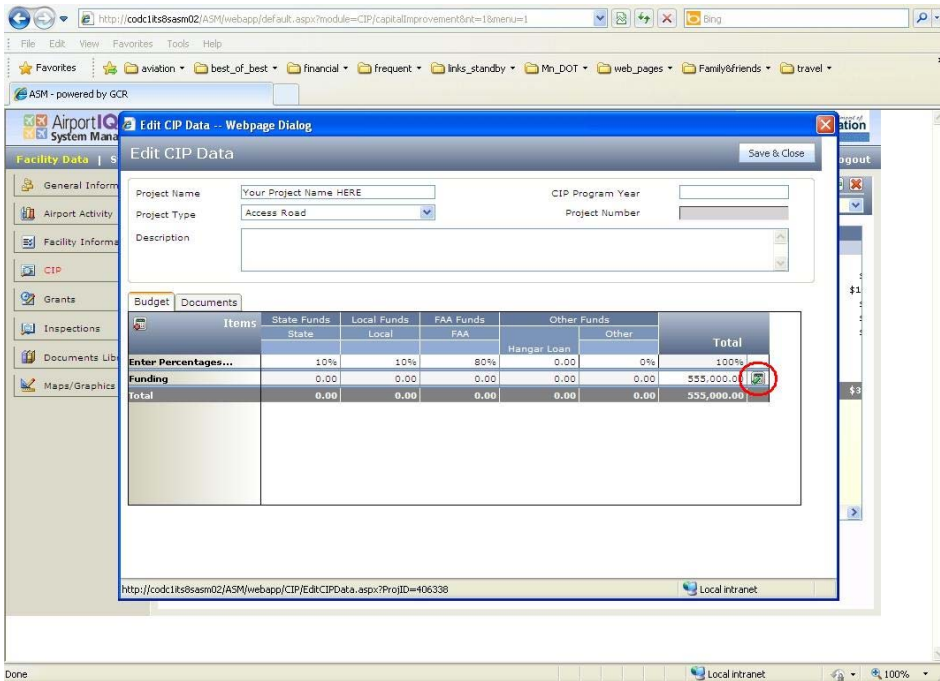 http://codc1its8sasm02/ASM/webapp/default.aspx?module=CIP/capitalImprovement&nt=1&menu=1
Bing
File Edit View Favorites Tools Help
Favorites aviation best_of_best financial frequent links_standby Mn_DOT web_pages Family&friends travel
ASM - powered by GCR
AirportIQ
System Mana
Edit CIP Data -- Webpage Dialog
ation
Facility Data | S
Edit CIP Data
Save & Close
ogout
General Inform
Airport Activity
Facility Informa
CIP
Grants
Inspections
Documents Lib
Maps/Graphics
Project Name Your Project Name HERE CIP Program Year
Project Type Access Road Project Number
Description
$1
$3
Budget Documents
Items State Funds Local Funds FAA Funds Other Funds Total
State Local FAA Hangar Loan Other
Enter Percentages... 10% 10% 80% 0.00 0% 100%
Funding 0.00 0.00 0.00 0.00 0.00 555,000.00
Total 0.00 0.00 0.00 0.00 0.00 555,000.00
http://codc1its8sasm02/ASM/webapp/CIP/EditCIPData.aspx?ProjID=406338 Local intranet
Done Local intranet 100%